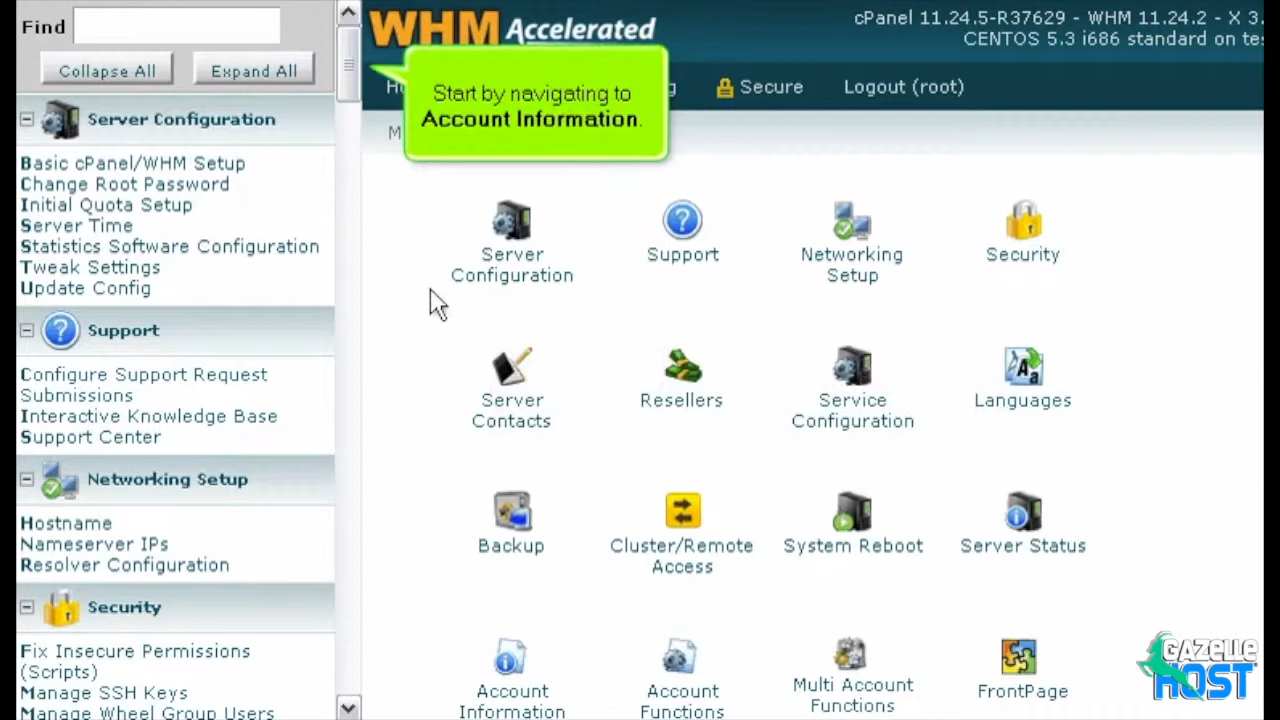 Find
Collapse All
Expand All
Server Configuration
Basic cPanel/WHM Setup
Change Root Password
Initial Quota Setup
Server Time
Statistics Software Configuration
Tweak Settings
Update Config
Support
Configure Support Request
Submissions
Interactive Knowledge Base
Support Center
Networking Setup
Hostname
Nameserver IPs
Resolver Configuration
Security
Fix Insecure Permissions
(Scripts)
Manage SSH Keys
Manage Wheel Group Users
WHM Accelerated
cPanel 11.24.5-R37629 - WHM 11.24.2 - X 3.
CENTOS 5.3 i686 standard on te
Secure
Logout (root)
Start by navigating to
Account Information.
Server
Configuration
Support
Networking
Setup
Security
Server
Contacts
Resellers
Service
Configuration
Languages
Backup
Cluster/Remote
Access
System Reboot
Server Status
Account
Information
Account
Functions
Multi Account
Functions
FrontPage
GAZELLE
HOST